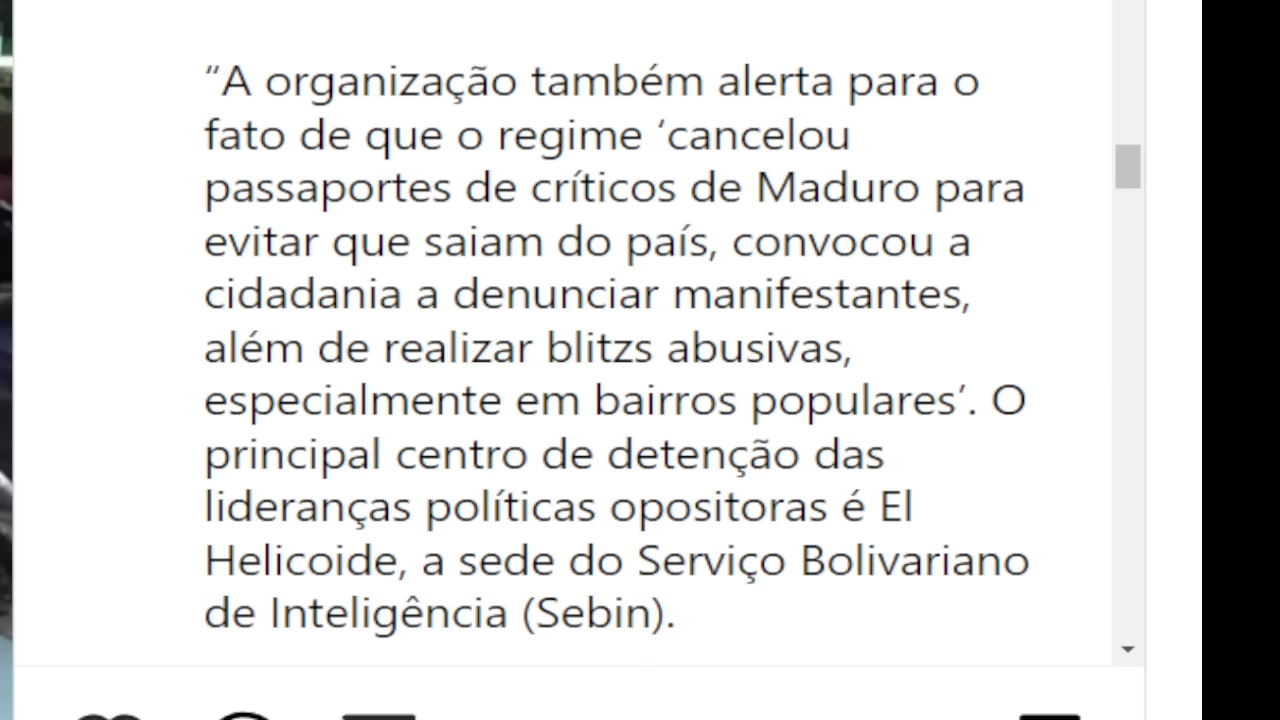 “A organização também alerta para o
fato de que o regime ‘cancelou
passaportes de críticos de Maduro para
evitar que saiam do país, convocou a
cidadania a denunciar manifestantes,
além de realizar blitzs abusivas,
especialmente em bairros populares’. O
principal centro de detenção das
lideranças políticas opositoras é El
Helicoide, a sede do Serviço Bolivariano
de Inteligência (Sebin).